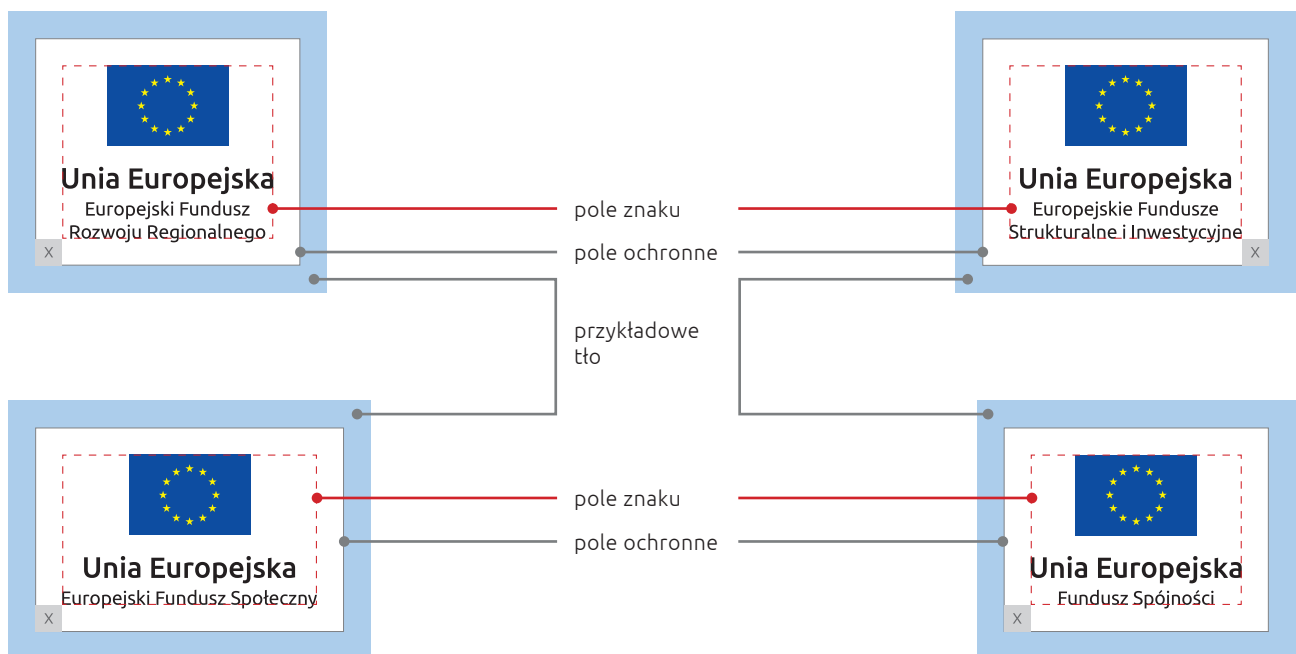 Unia Europejska
Europejski Fundusz
Rozwoju Regionalnego
X
pole znaku
pole ochronne
przykładowe
tło
Unia Europejska
Europejskie Fundusze
Strukturalne i Inwestycyjne
X
Unia Europejska
Europejski Fundusz Społeczny
X
pole znaku
pole ochronne
Unia Europejska
Fundusz Spójności
X